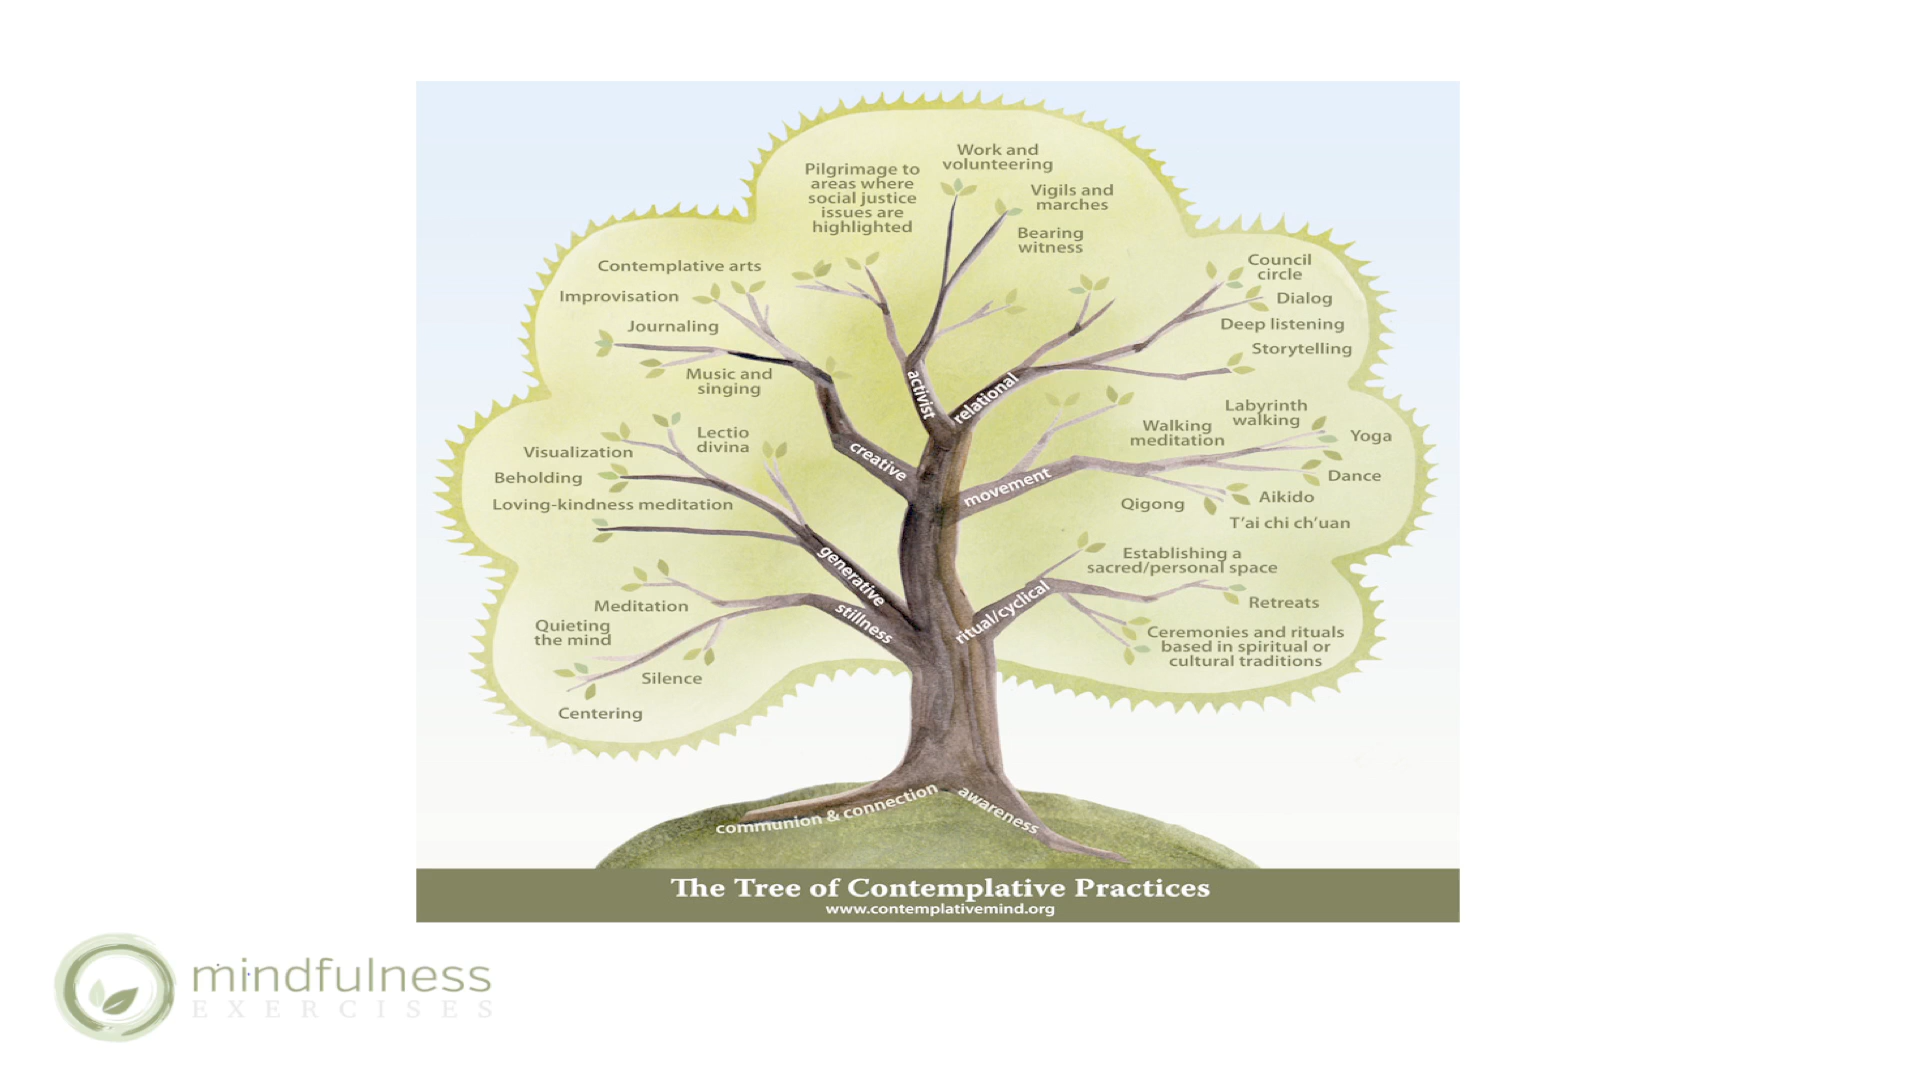 Work and
volunteering
Pilgrimage to
areas where
social justice
issues are
highlighted
Vigils and
marches
Bearing
witness
Contemplative arts
Improvisation
Journaling
Music and
singing
Council
circle
Dialog
Deep listening
Storytelling
activist
relational
creative
movement
Labyrinth
walking
Walking
meditation
Yoga
Dance
Aikido
Qigong
T'ai chi ch'uan
Lectio
divina
Visualization
Beholding
Loving-kindness meditation
generative
stillness
ritual/cyclical
Establishing a
sacred/personal space
Retreats
Ceremonies and rituals
based in spiritual or
cultural traditions
Meditation
Quieting
the mind
Silence
Centering
communion & connection
awareness
The Tree of Contemplative Practices
www.contemplativemind.org
mindfulness
EXERCISES